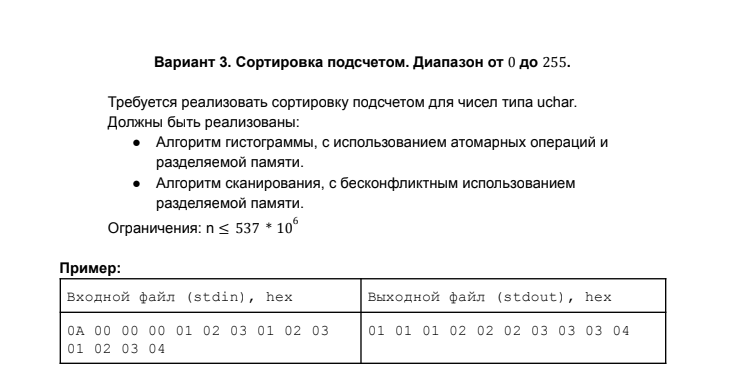 Вариант 3. Сортировка подсчетом. Диапазон от 0 до 255.
Требуется реализовать сортировку подсчетом для чисел типа uchar.
Должны быть реализованы:
● Алгоритм гистограммы, с использованием атомарных операций и
разделяемой памяти.
● Алгоритм сканирования, с бесконфликтным использованием
разделяемой памяти.
Ограничения: n ≤ 537 * 10⁶
Пример:
Входной файл (stdin), hex
Выходной файл (stdout), hex
0A 00 00 00 01 02 03 01 02 03
01 02 03 04
01 01 01 02 02 02 03 03 03 04